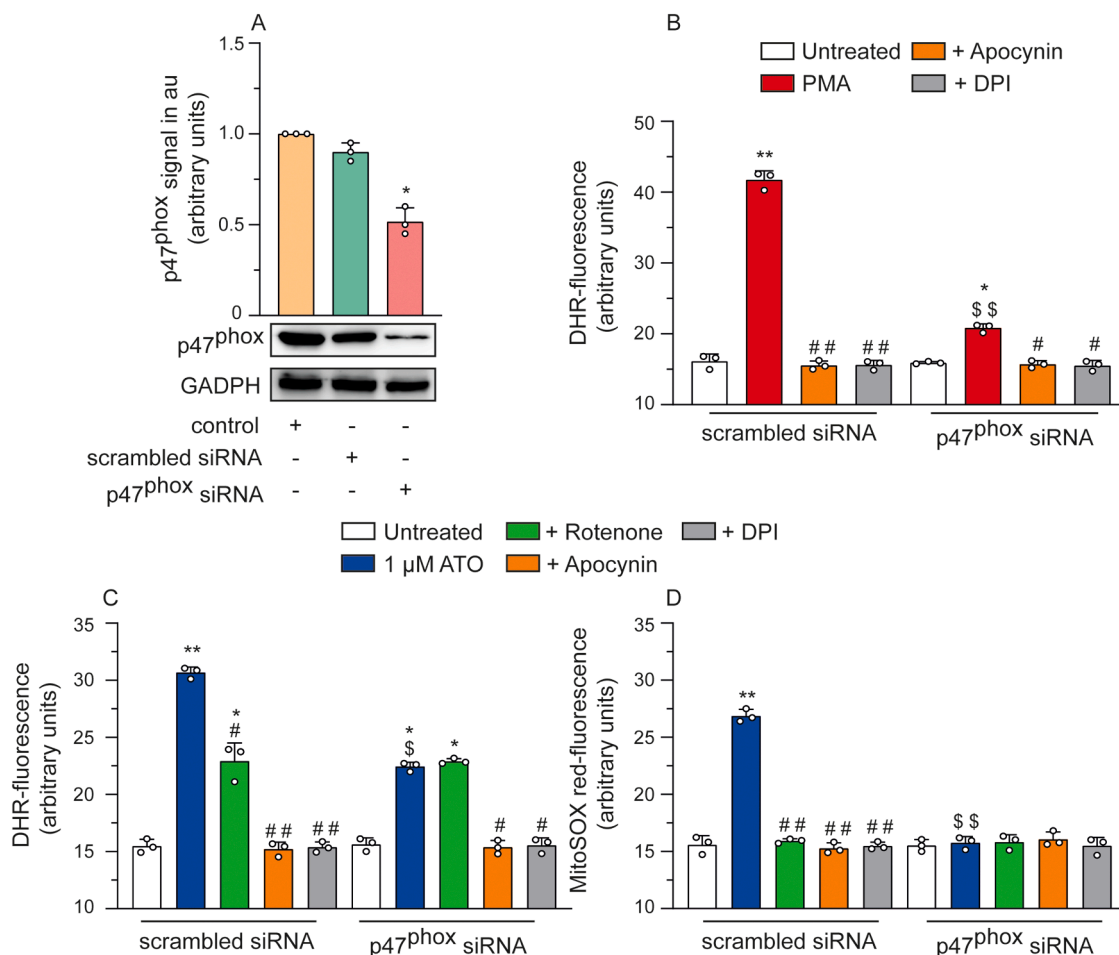 A
p47phox signal in au
(arbitrary units)
1.5
1.0
0.5
0
*
p47phox
GADPH
control + - -
scrambled siRNA - + -
p47phox siRNA - - +
B
Untreated
+ Apocynin
PMA
+ DPI
DHR-fluorescence
(arbitrary units)
50
40
30
20
10
**
# #
# #
*
$ $
#
#
scrambled siRNA
p47phox siRNA
Untreated
+ Rotenone
+ DPI
1 µM ATO
+ Apocynin
C
DHR-fluorescence
(arbitrary units)
35
30
25
20
15
10
**
*
#
# #
# #
*
$
*
#
#
scrambled siRNA
p47phox siRNA
D
MitoSOX red-fluorescence
(arbitrary units)
35
30
25
20
15
10
**
# #
# #
# #
$ $
scrambled siRNA
p47phox siRNA